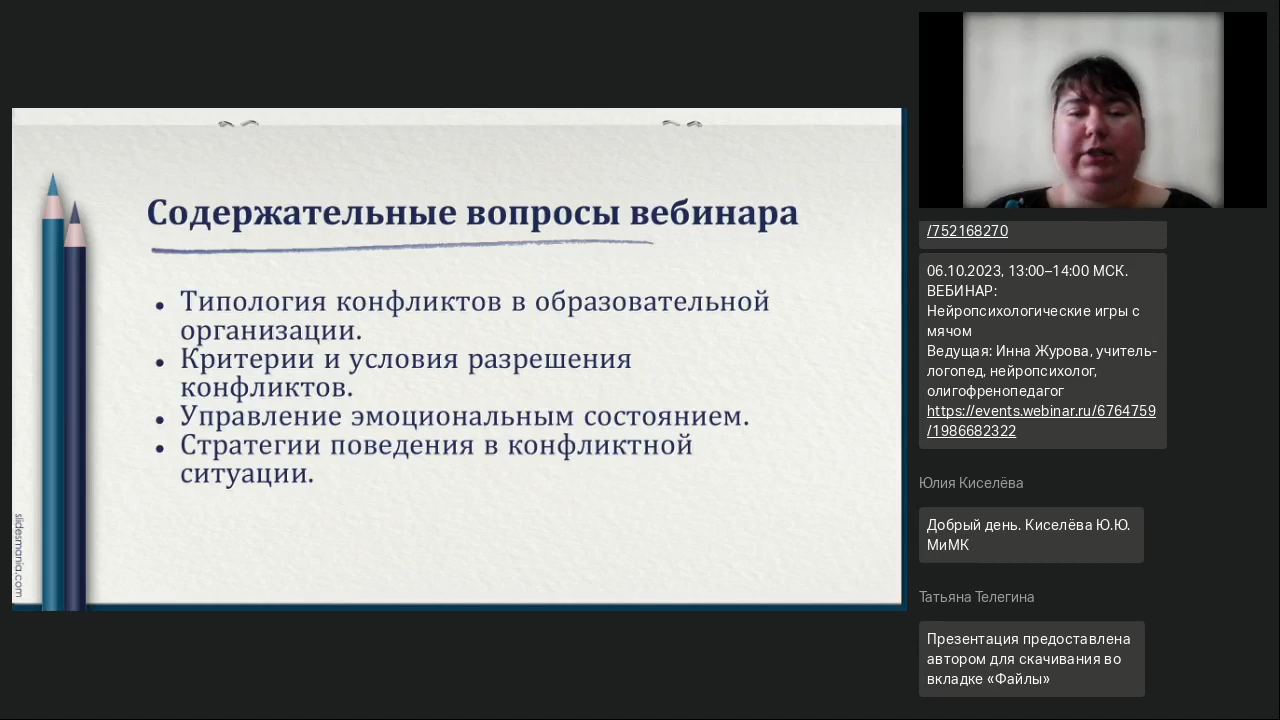 Содержательные вопросы вебинара
• Типология конфликтов в образовательной
организации.
• Критерии и условия разрешения
конфликтов.
• Управление эмоциональным состоянием.
• Стратегии поведения в конфликтной
ситуации.
slidesmania.com
/752168270
06.10.2023, 13:00–14:00 МСК.
ВЕБИНАР:
Нейропсихологические игры с
мячом
Ведущая: Инна Журова, учитель-
логопед, нейропсихолог,
олигофренопедагог
https://events.webinar.ru/6764759
/1986682322
Юлия Киселёва
Добрый день. Киселёва Ю.Ю.
МиМК
Татьяна Телегина
Презентация предоставлена
автором для скачивания во
вкладке «Файлы»